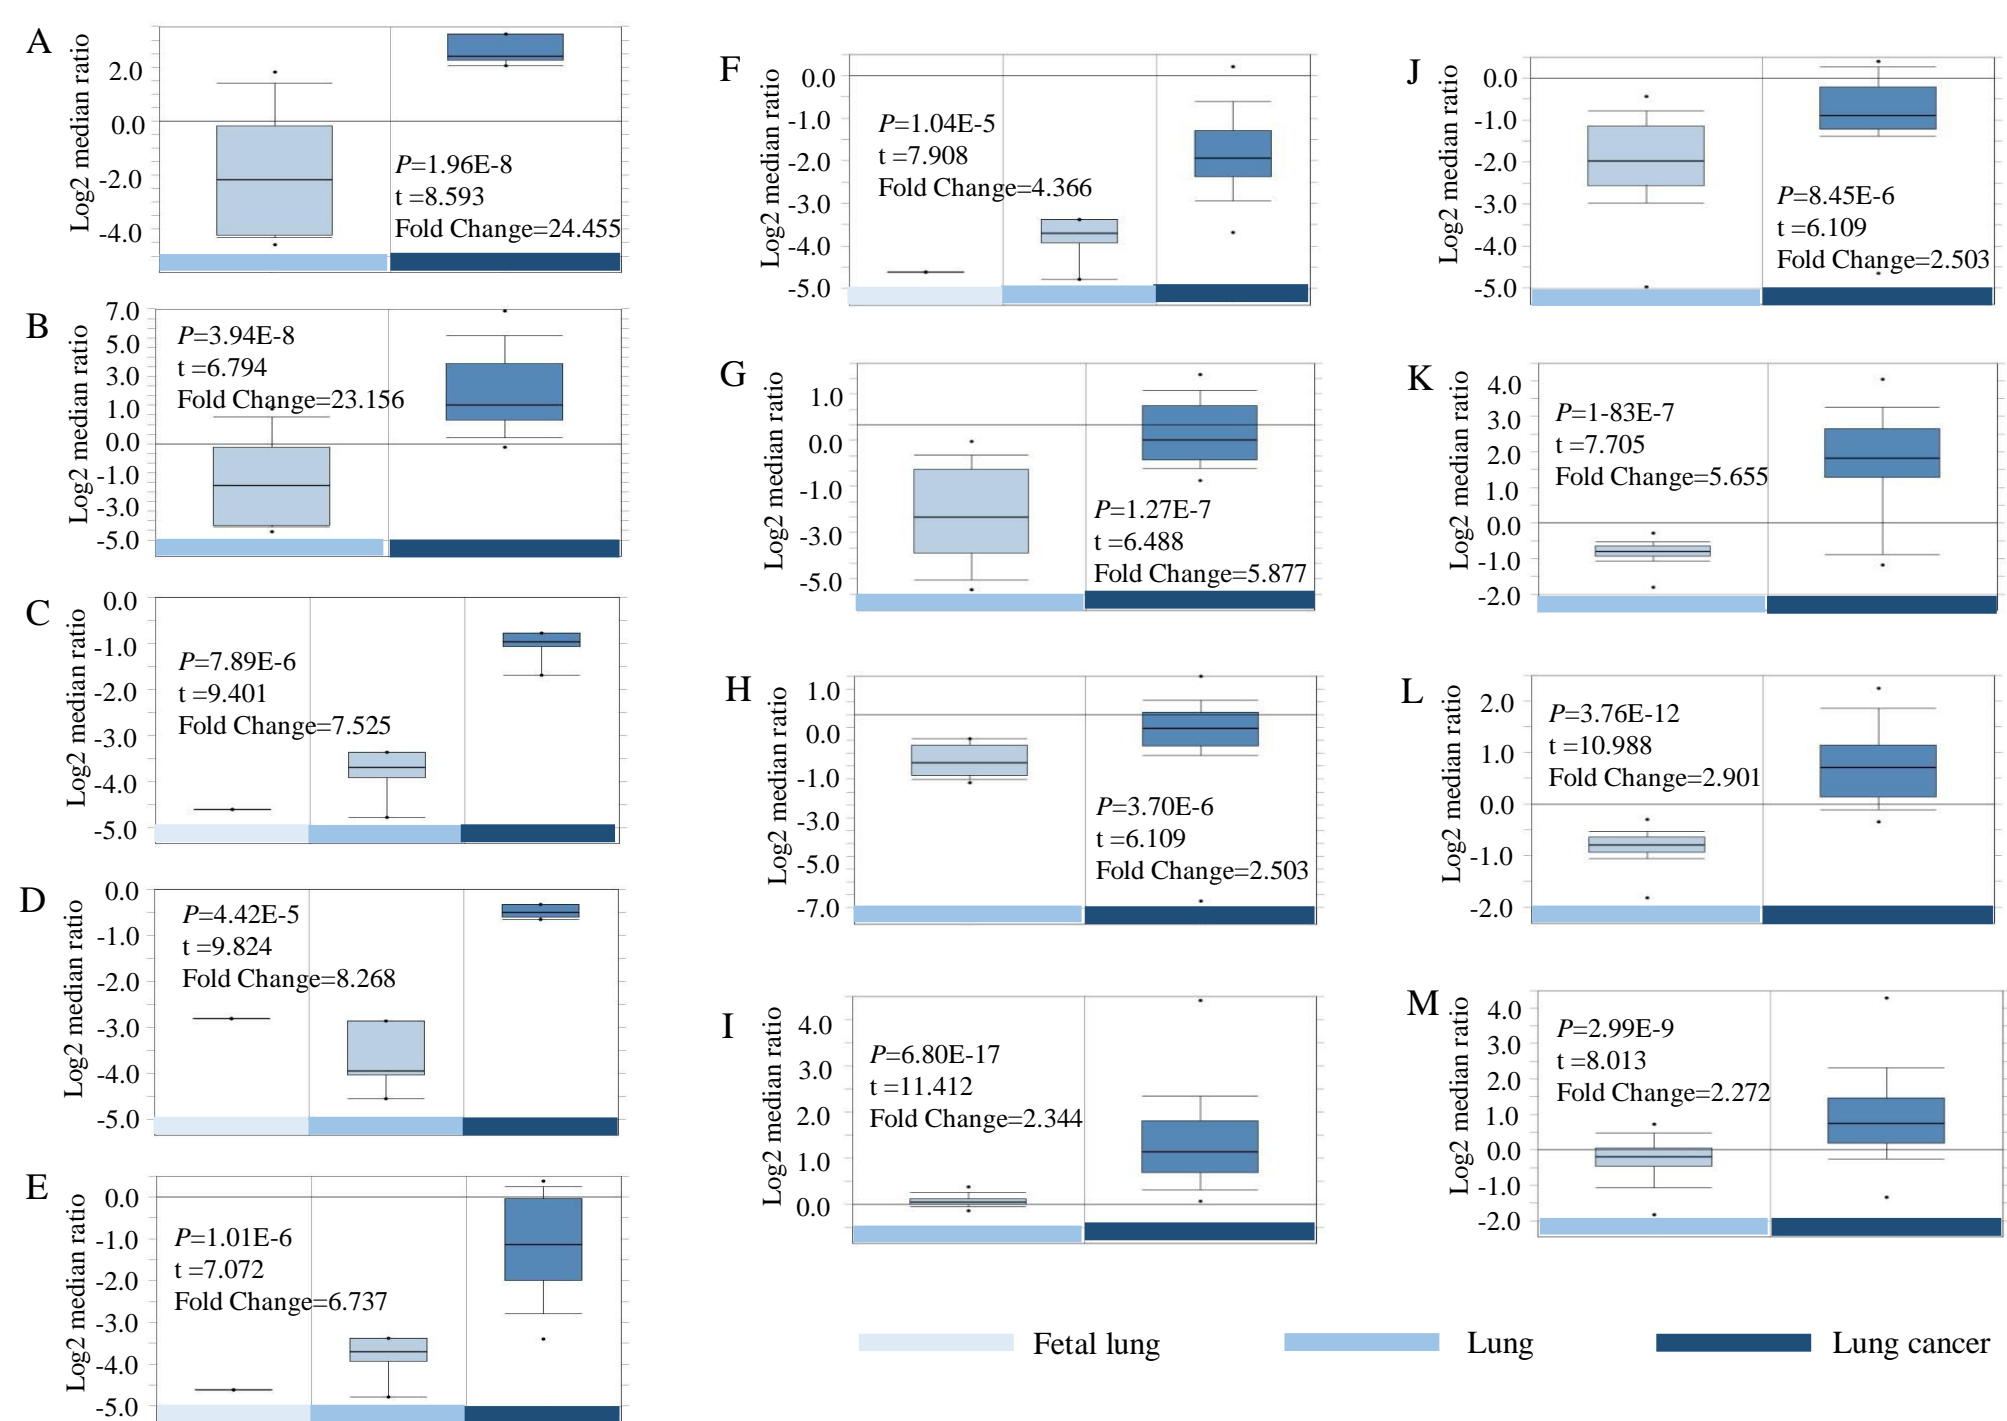 A
Log2 median ratio
2.0
0.0
-2.0
-4.0
P=1.96E-8
t =8.593
Fold Change=24.455
B
Log2 median ratio
7.0
5.0
3.0
1.0
0.0
-1.0
-3.0
-5.0
P=3.94E-8
t =6.794
Fold Change=23.156
C
Log2 median ratio
0.0
-1.0
-2.0
-3.0
-4.0
-5.0
P=7.89E-6
t =9.401
Fold Change=7.525
D
Log2 median ratio
0.0
-1.0
-2.0
-3.0
-4.0
-5.0
P=4.42E-5
t =9.824
Fold Change=8.268
E
Log2 median ratio
0.0
-1.0
-2.0
-3.0
-4.0
-5.0
P=1.01E-6
t =7.072
Fold Change=6.737
F
Log2 median ratio
0.0
-1.0
-2.0
-3.0
-4.0
-5.0
P=1.04E-5
t =7.908
Fold Change=4.366
G
Log2 median ratio
1.0
0.0
-1.0
-3.0
-5.0
P=1.27E-7
t =6.488
Fold Change=5.877
H
Log2 median ratio
1.0
0.0
-1.0
-3.0
-5.0
-7.0
P=3.70E-6
t =6.109
Fold Change=2.503
I
Log2 median ratio
4.0
3.0
2.0
1.0
0.0
P=6.80E-17
t =11.412
Fold Change=2.344
J
Log2 median ratio
0.0
-1.0
-2.0
-3.0
-4.0
-5.0
P=8.45E-6
t =6.109
Fold Change=2.503
K
Log2 median ratio
4.0
3.0
2.0
1.0
0.0
-1.0
-2.0
P=1-83E-7
t =7.705
Fold Change=5.655
L
Log2 median ratio
2.0
1.0
0.0
-1.0
-2.0
P=3.76E-12
t =10.988
Fold Change=2.901
M
Log2 median ratio
4.0
3.0
2.0
1.0
0.0
-1.0
-2.0
P=2.99E-9
t =8.013
Fold Change=2.272
Fetal lung
Lung
Lung cancer